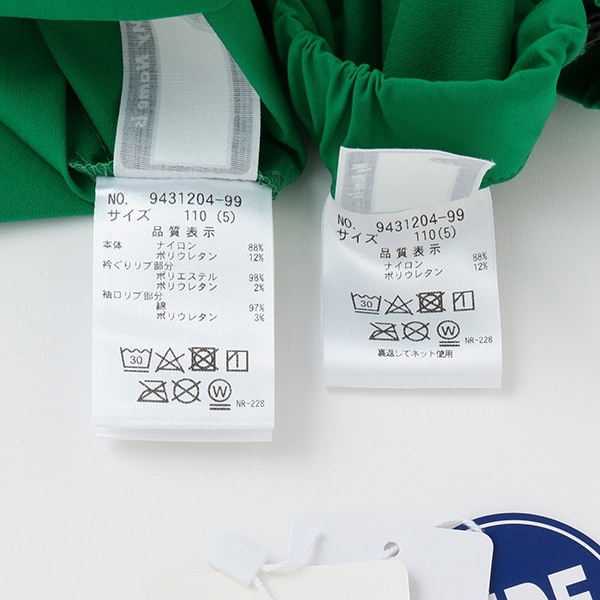 My Name is
NO. 9431204-99
サイズ 110 (5)
品質表示
本体 ナイロン 88%
ポリウレタン 12%
衿ぐりリブ部分
ポリエステル 98%
ポリウレタン 2%
袖口リブ部分
綿 97%
ポリウレタン 3%
30
W
NR-228
NO. 9431204-99
サイズ 110(5)
品質表示
ナイロン 88%
ポリウレタン 12%
30
W
NR-228
裏返してネット使用